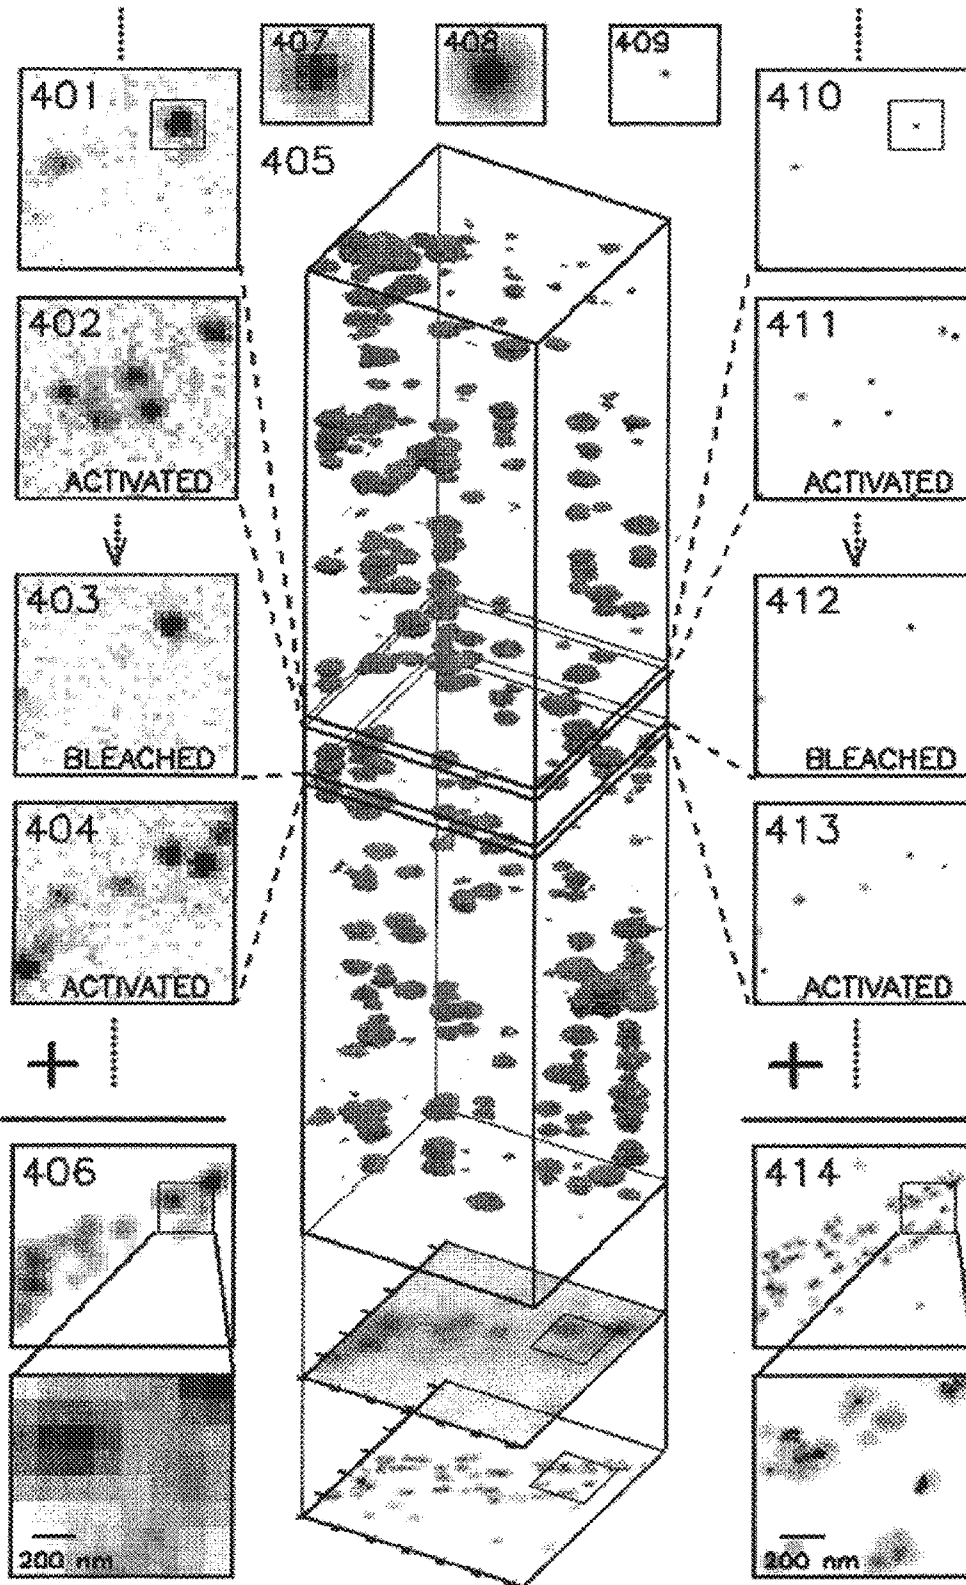 407
408
409
401
410
405
402
ACTIVATED
411
ACTIVATED
403
BLEACHED
412
BLEACHED
404
ACTIVATED
413
ACTIVATED
+
+
406
414
200 nm
200 nm